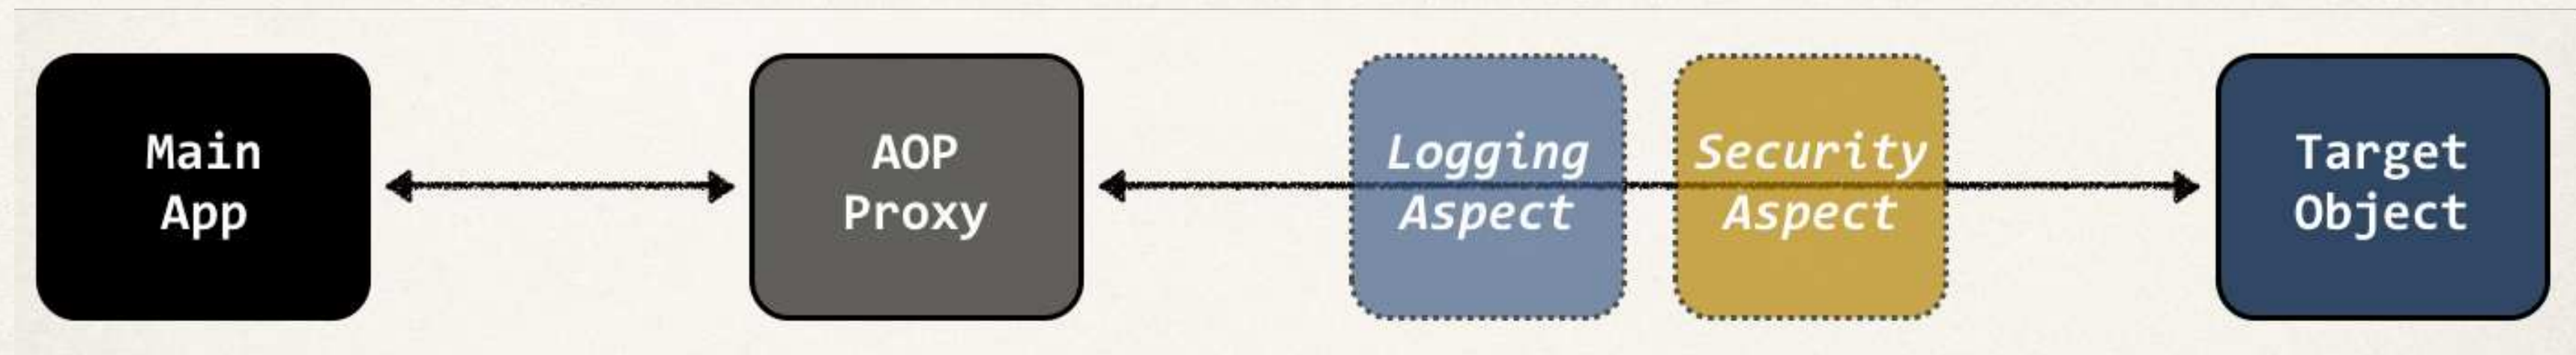 Main
App
AOP
Proxy
Logging
Aspect
Security
Aspect
Target
Object